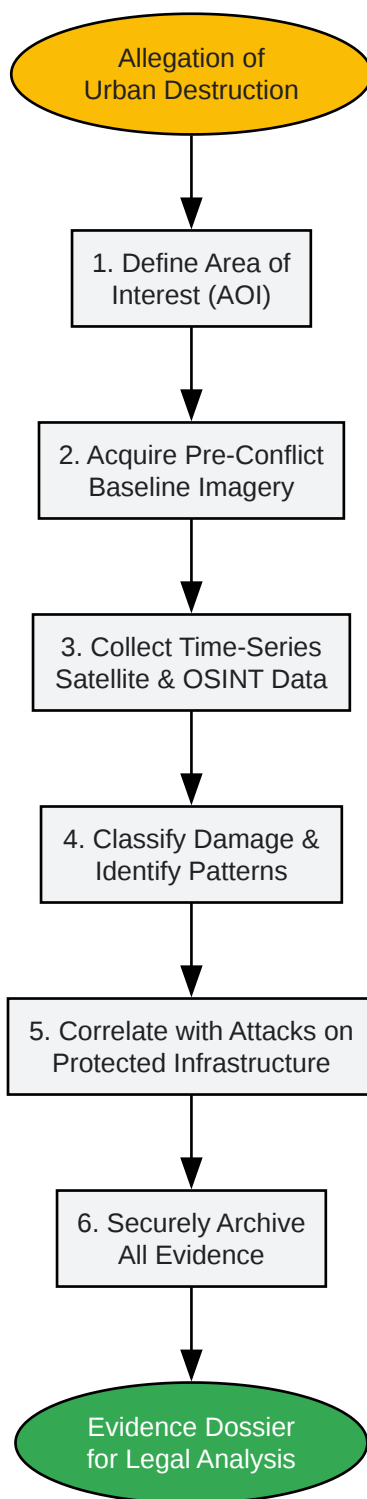 Allegation of
Urban Destruction
1. Define Area of
Interest (AOI)
2. Acquire Pre-Conflict
Baseline Imagery
3. Collect Time-Series
Satellite & OSINT Data
4. Classify Damage &
Identify Patterns
5. Correlate with Attacks on
Protected Infrastructure
6. Securely Archive
All Evidence
Evidence Dossier
for Legal Analysis